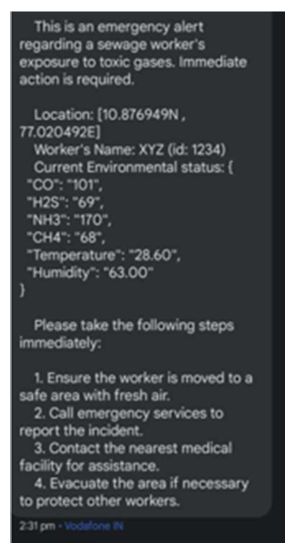 This is an emergency alert
regarding a sewage worker's
exposure to toxic gases. Immediate
action is required.
Location: [10.876949N ,
77.020492E]
Worker's Name: XYZ (id: 1234)
Current Environmental status: {
"CO": "101",
"H2S": "69",
"NH3": "170",
"CH4": "68",
"Temperature": "28.60",
"Humidity": "63.00"
}
Please take the following steps
immediately:
1. Ensure the worker is moved to a
safe area with fresh air.
2. Call emergency services to
report the incident.
3. Contact the nearest medical
facility for assistance.
4. Evacuate the area if necessary
to protect other workers.
2:31 pm • Vodafone IN